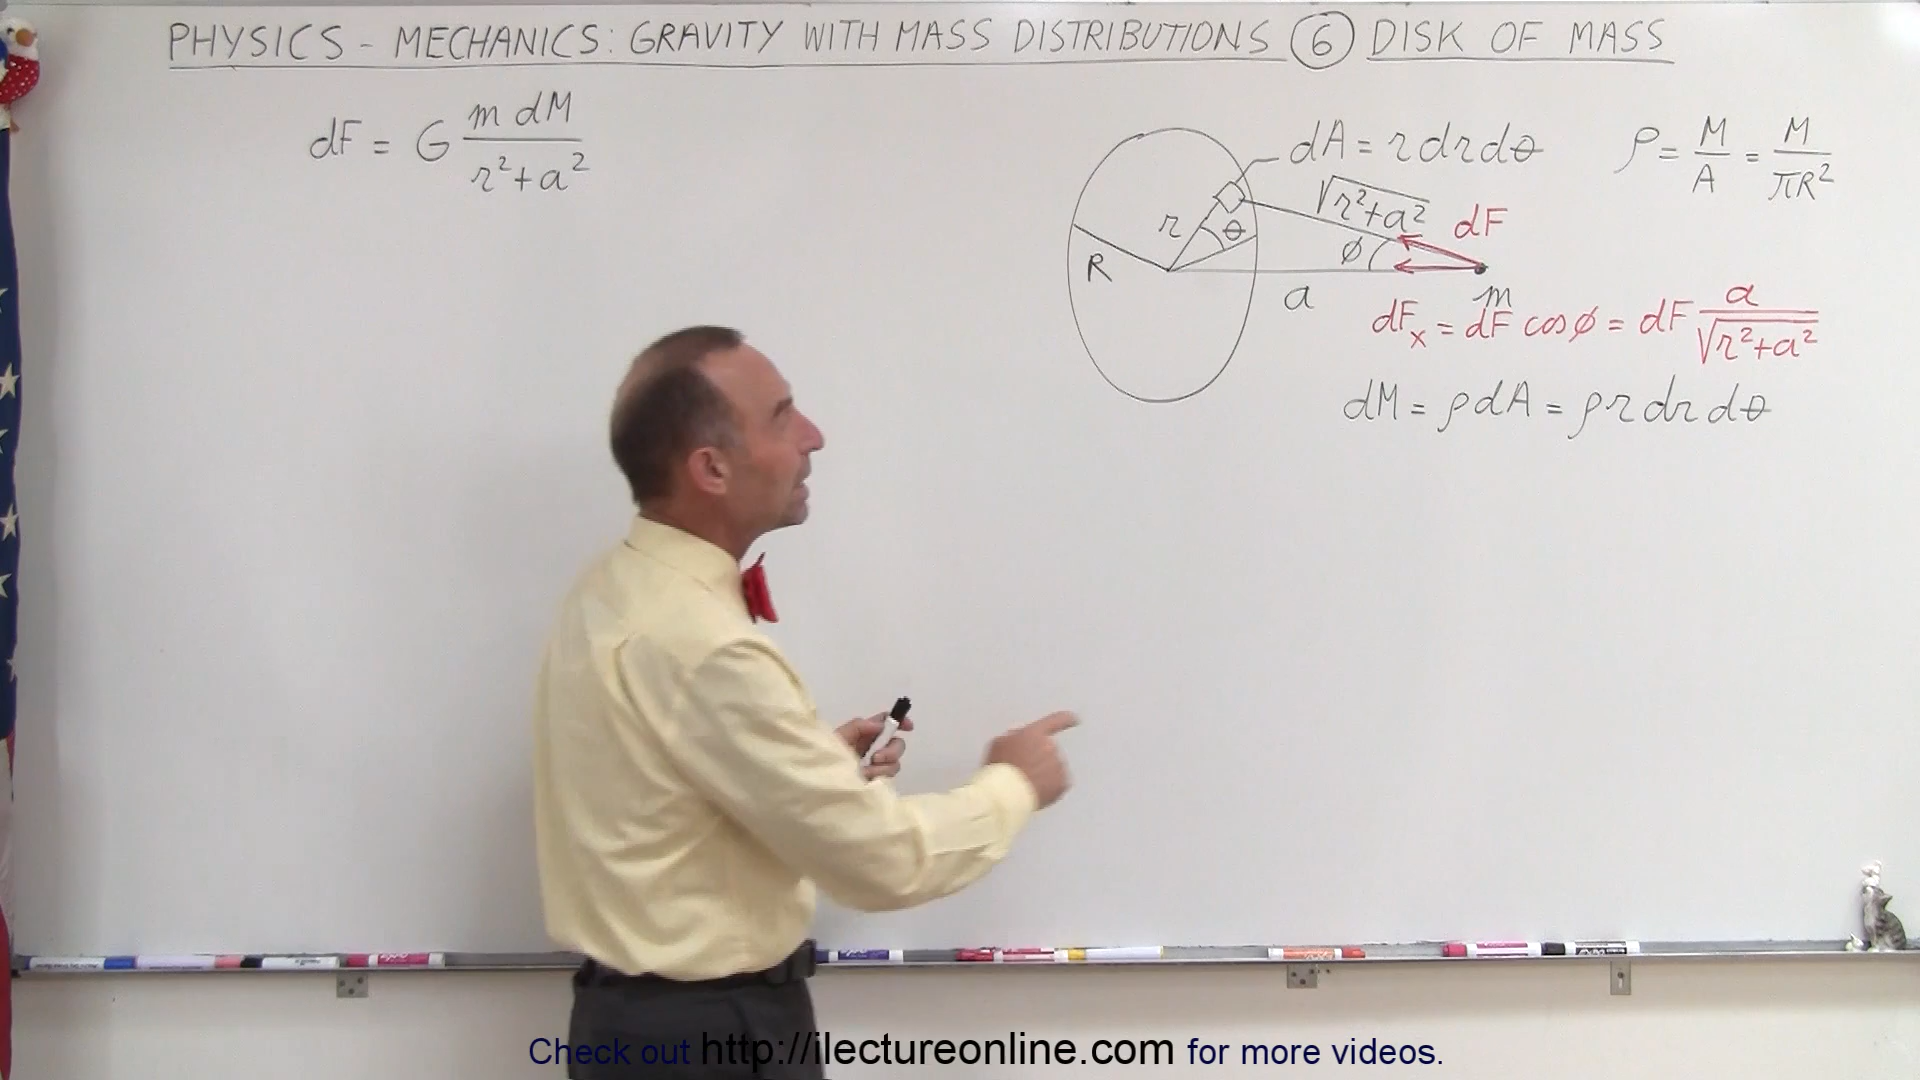 PHYSICS - MECHANICS: GRAVITY WITH MASS DISTRIBUTIONS ⑥ DISK OF MASS
dF = G m dM / r²+a²
dA = r dr dθ
ρ = M/A = M/πR²
√r²+a²
dF
r
θ
ϕ
R
a
m
dFx = dF cos ϕ = dF a/√r²+a²
dM = ρ dA = ρ r dr dθ
Check out http://ilectureonline.com for more videos.